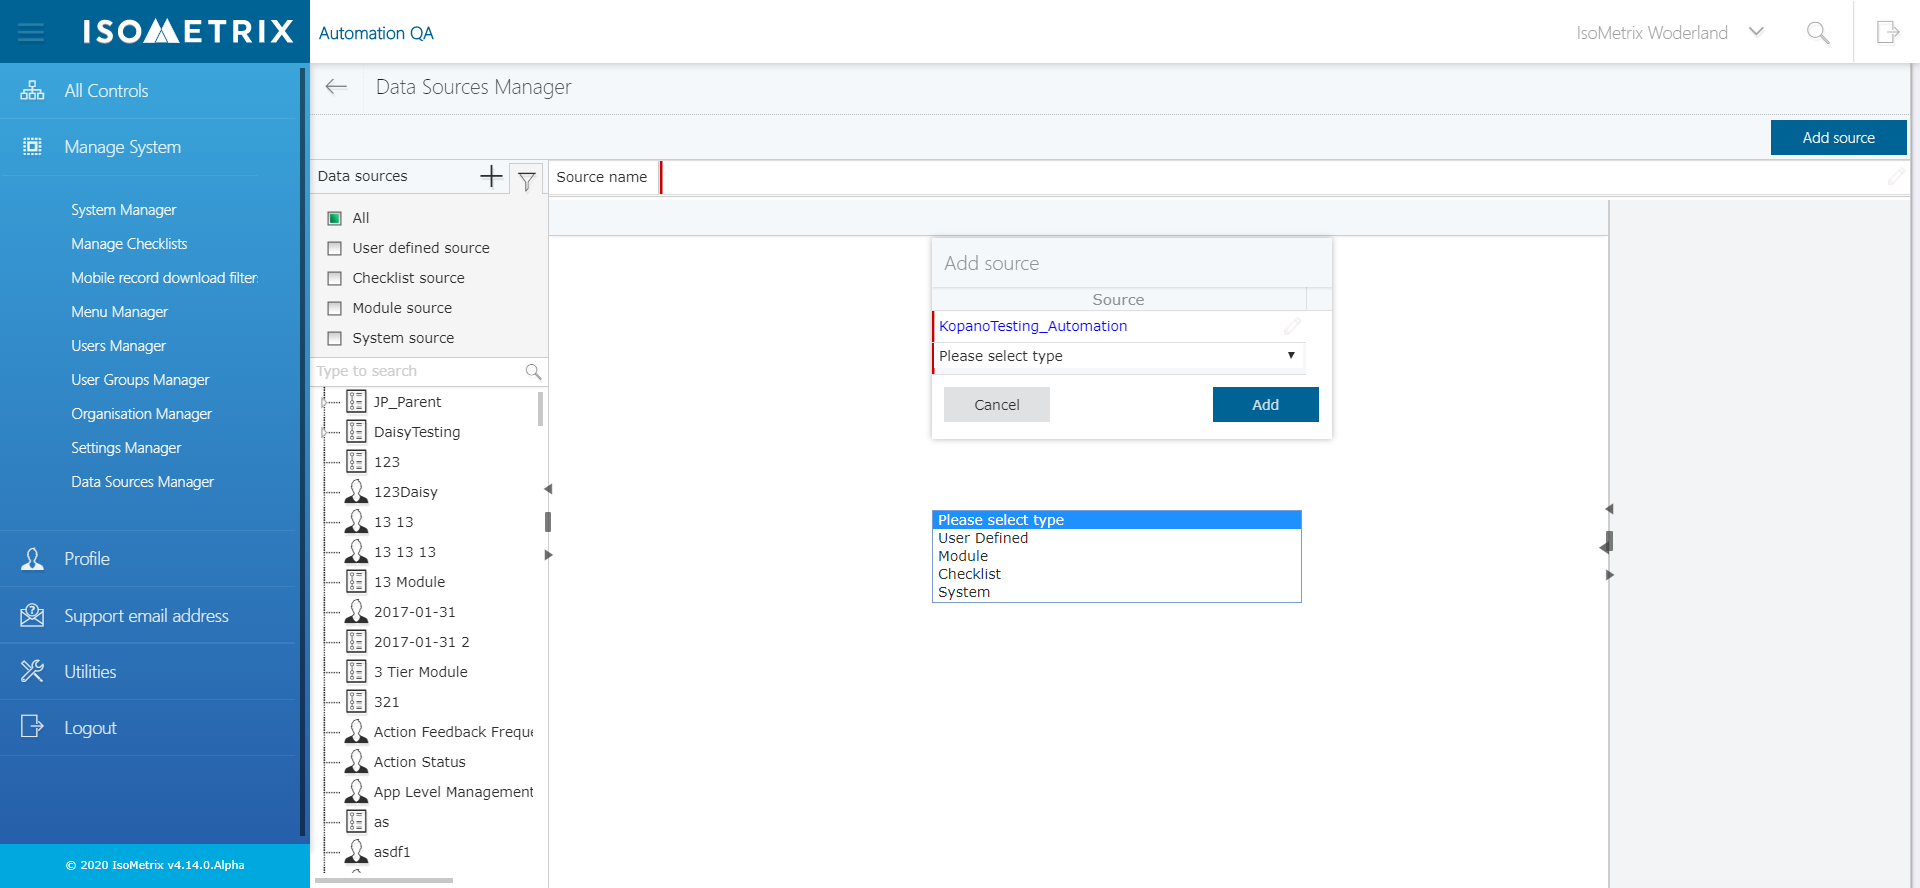 ISOMETRIX
Automation QA
IsoMetrix Woderland
All Controls
Manage System
System Manager
Manage Checklists
Mobile record download filter
Menu Manager
Users Manager
User Groups Manager
Organisation Manager
Settings Manager
Data Sources Manager
Profile
Support email address
Utilities
Logout
© 2020 IsoMetrix v4.14.0.Alpha
Data Sources Manager
Add source
Data sources
Source name
All
User defined source
Checklist source
Module source
System source
Type to search
JP_Parent
DaisyTesting
123
123Daisy
13 13
13 13 13
13 Module
2017-01-31
2017-01-31 2
3 Tier Module
321
Action Feedback Freque
Action Status
App Level Management
as
asdf1
Add source
Source
KopanoTesting_Automation
Please select type
Cancel
Add
Please select type
User Defined
Module
Checklist
System